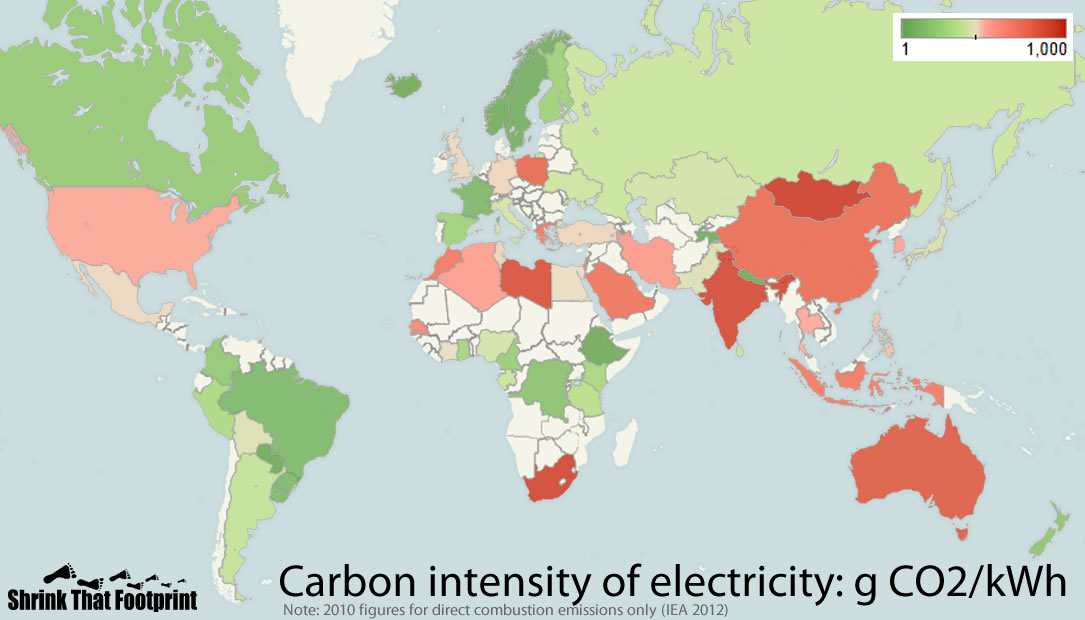 1 1,000
Carbon intensity of electricity: g CO2/kWh
Shrink That Footprint
Note: 2010 figures for direct combustion emissions only (IEA 2012)